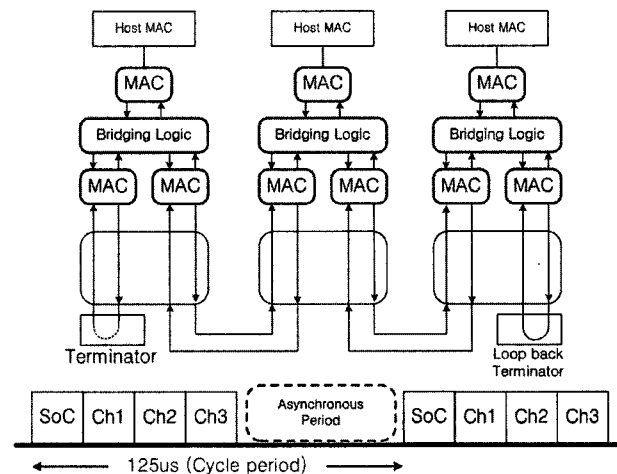 Host MAC Host MAC Host MAC
MAC MAC MAC
Bridging Logic Bridging Logic Bridging Logic
MAC MAC MAC MAC MAC MAC
Terminator
Loop back
Terminator
SoC Ch1 Ch2 Ch3 Asynchronous SoC Ch1 Ch2 Ch3
Period
125us (Cycle period)